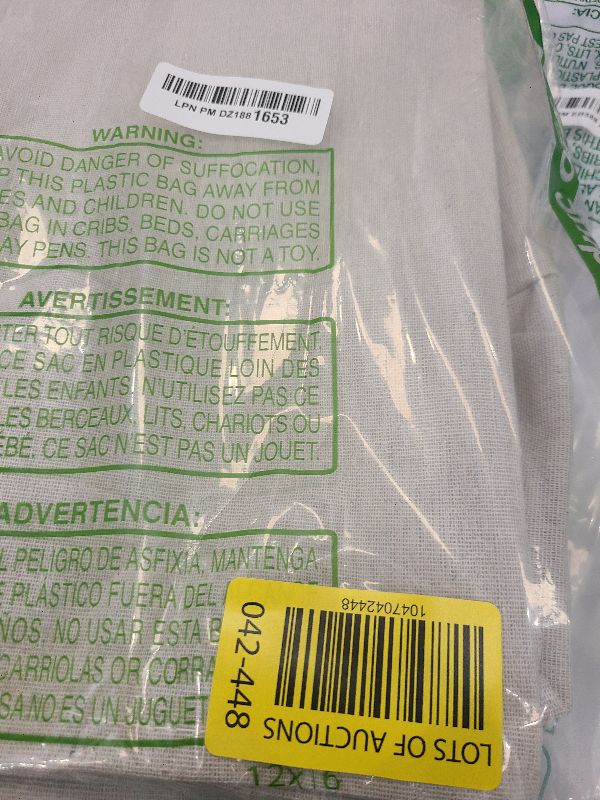 LPN PM DZ188 1653
WARNING:
AVOID DANGER OF SUFFOCATION,
THIS PLASTIC BAG AWAY FROM
AND CHILDREN. DO NOT USE
BAG IN CRIBS, BEDS, CARRIAGES
PENS. THIS BAG IS NOT A TOY.
AVERTISSEMENT:
TOUT RISQUE D'ÉTOUFFEMENT,
CE SAC EN PLASTIQUE LOIN DES
LES ENFANTS. N'UTILISEZ PAS CE
LES BERCEAUX, LITS, CHARIOTS OU
CE SAC N'EST PAS UN JOUET.
ADVERTENCIA:
PELIGRO DE ASFIXIA, MANTENGA
PLASTICO FUERA DEL
NO USAR ESTA
CARRIOLAS OR
NO ES UN JUGUET
1047042448
042-448
LOTS OF AUCTIONS
12x16